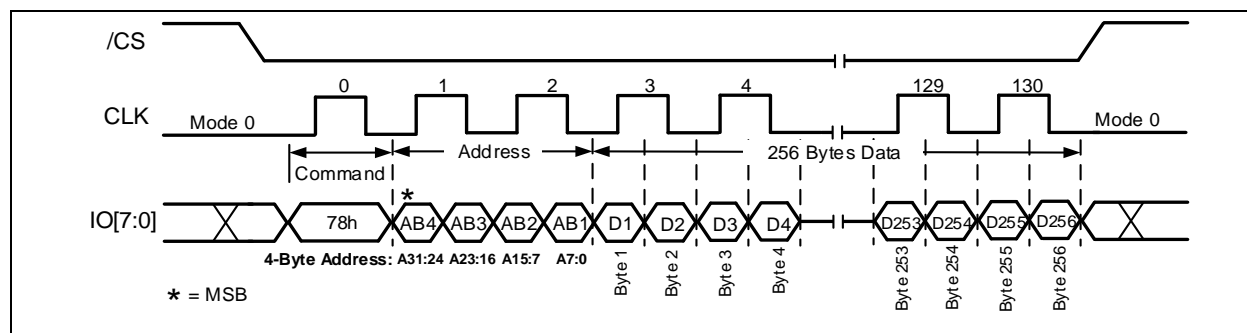 /CS
0 1 2 3 4 129 130
CLK
Mode 0 Mode 0
Address 256 Bytes Data
Command
*
IO[7:0] 78h AB4 AB3 AB2 AB1 D1 D2 D3 D4 D253 D254 D255 D256
4-Byte Address: A31:24 A23:16 A15:7 A7:0
Byte 1 Byte 2 Byte 3 Byte 4 Byte 253 Byte 254 Byte 255 Byte 256
* = MSB